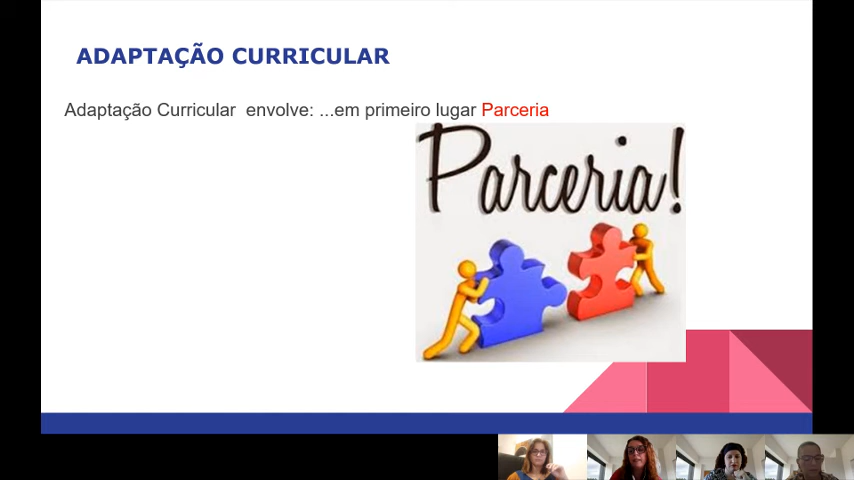 ADAPTAÇÃO CURRICULAR
Adaptação Curricular envolve: ...em primeiro lugar Parceria
Parceria!